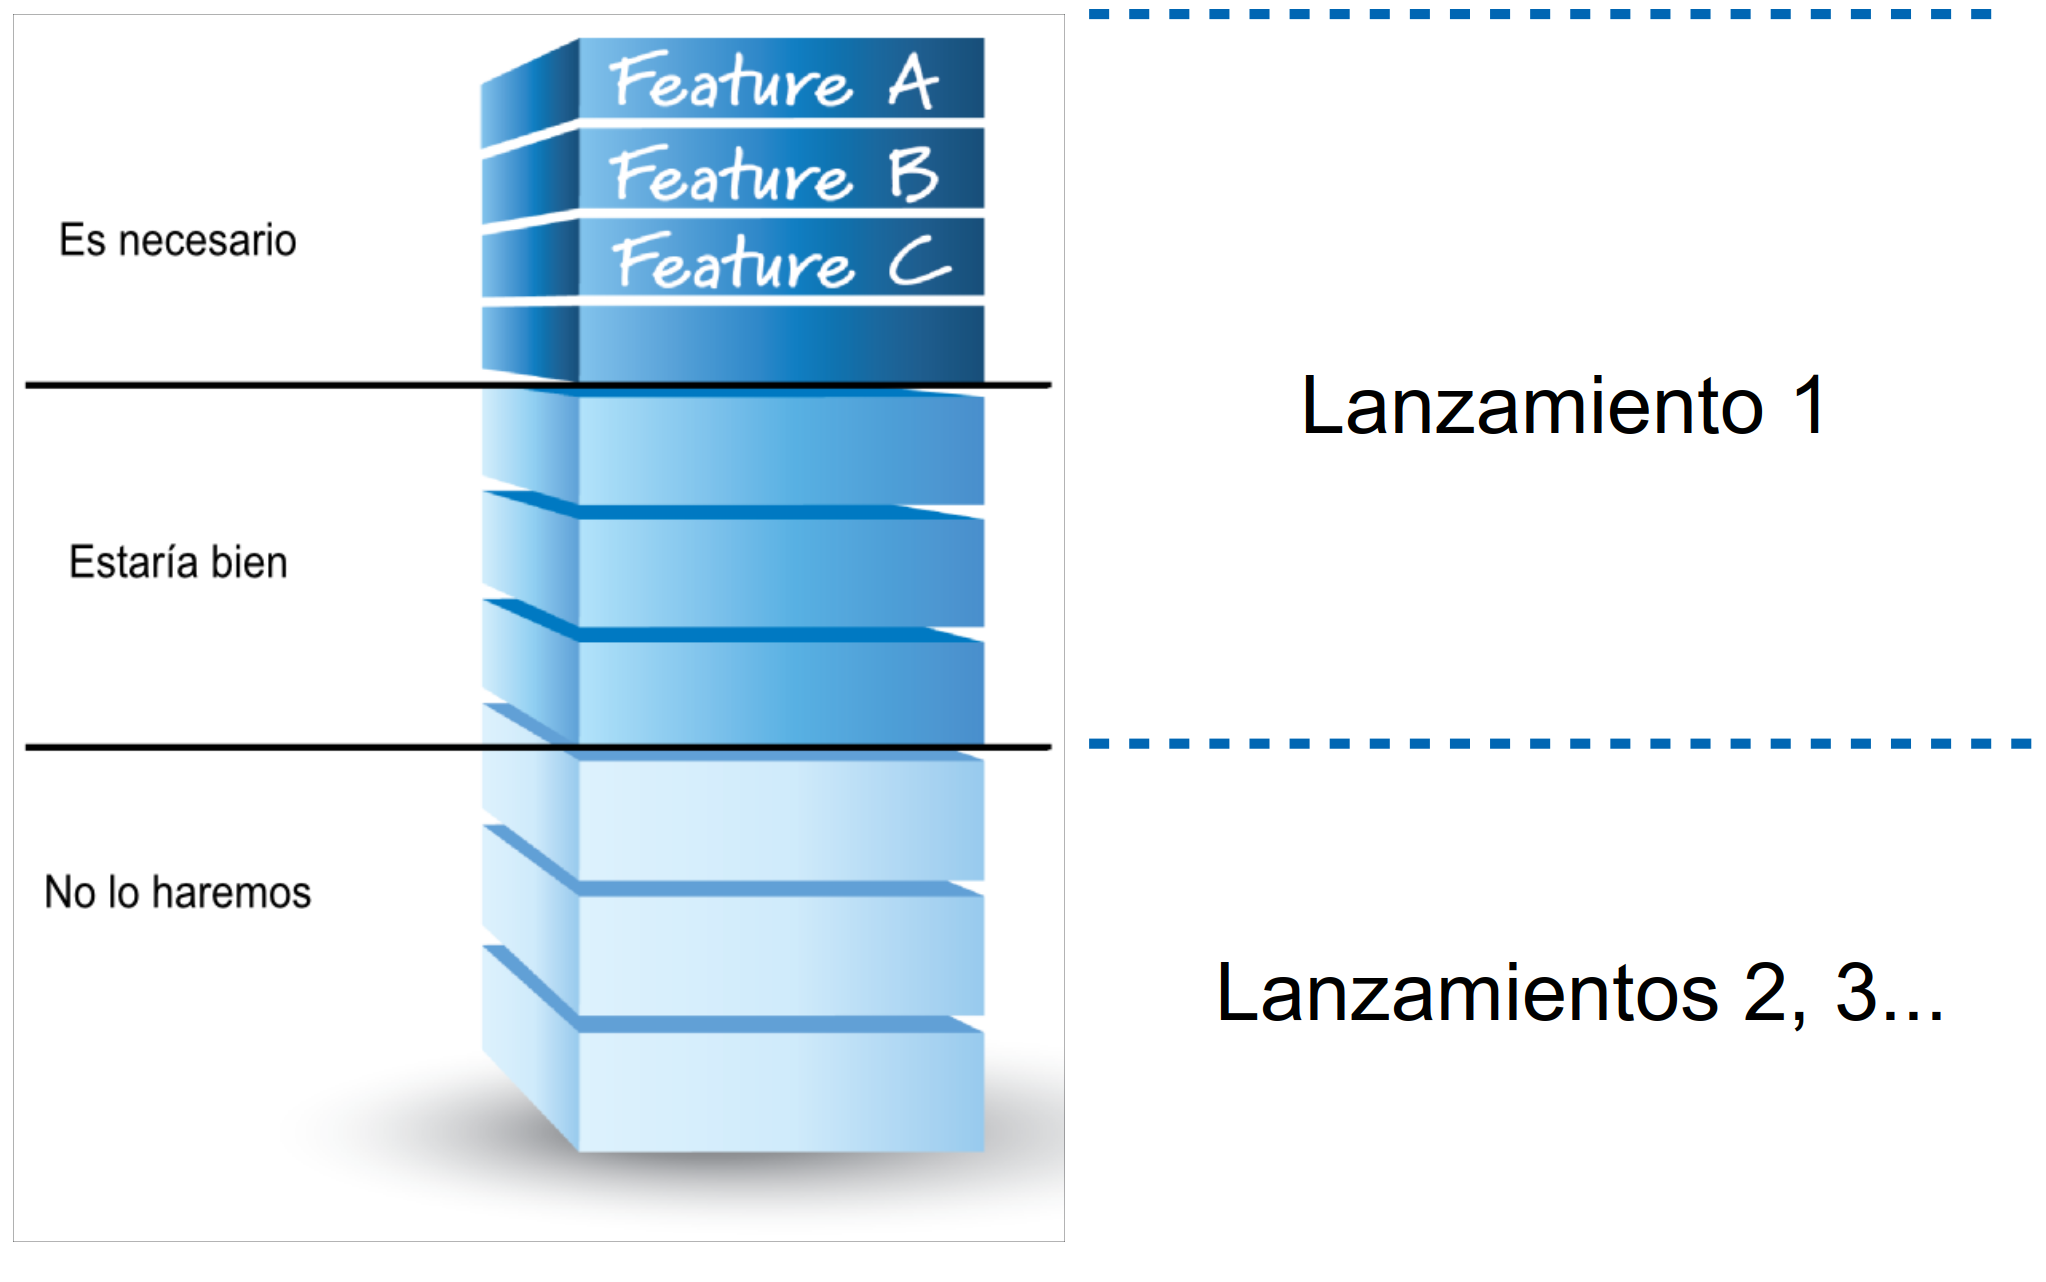 Feature A
Feature B
Es necesario
Feature C
Lanzamiento 1
Estaría bien
No lo haremos
Lanzamientos 2, 3...